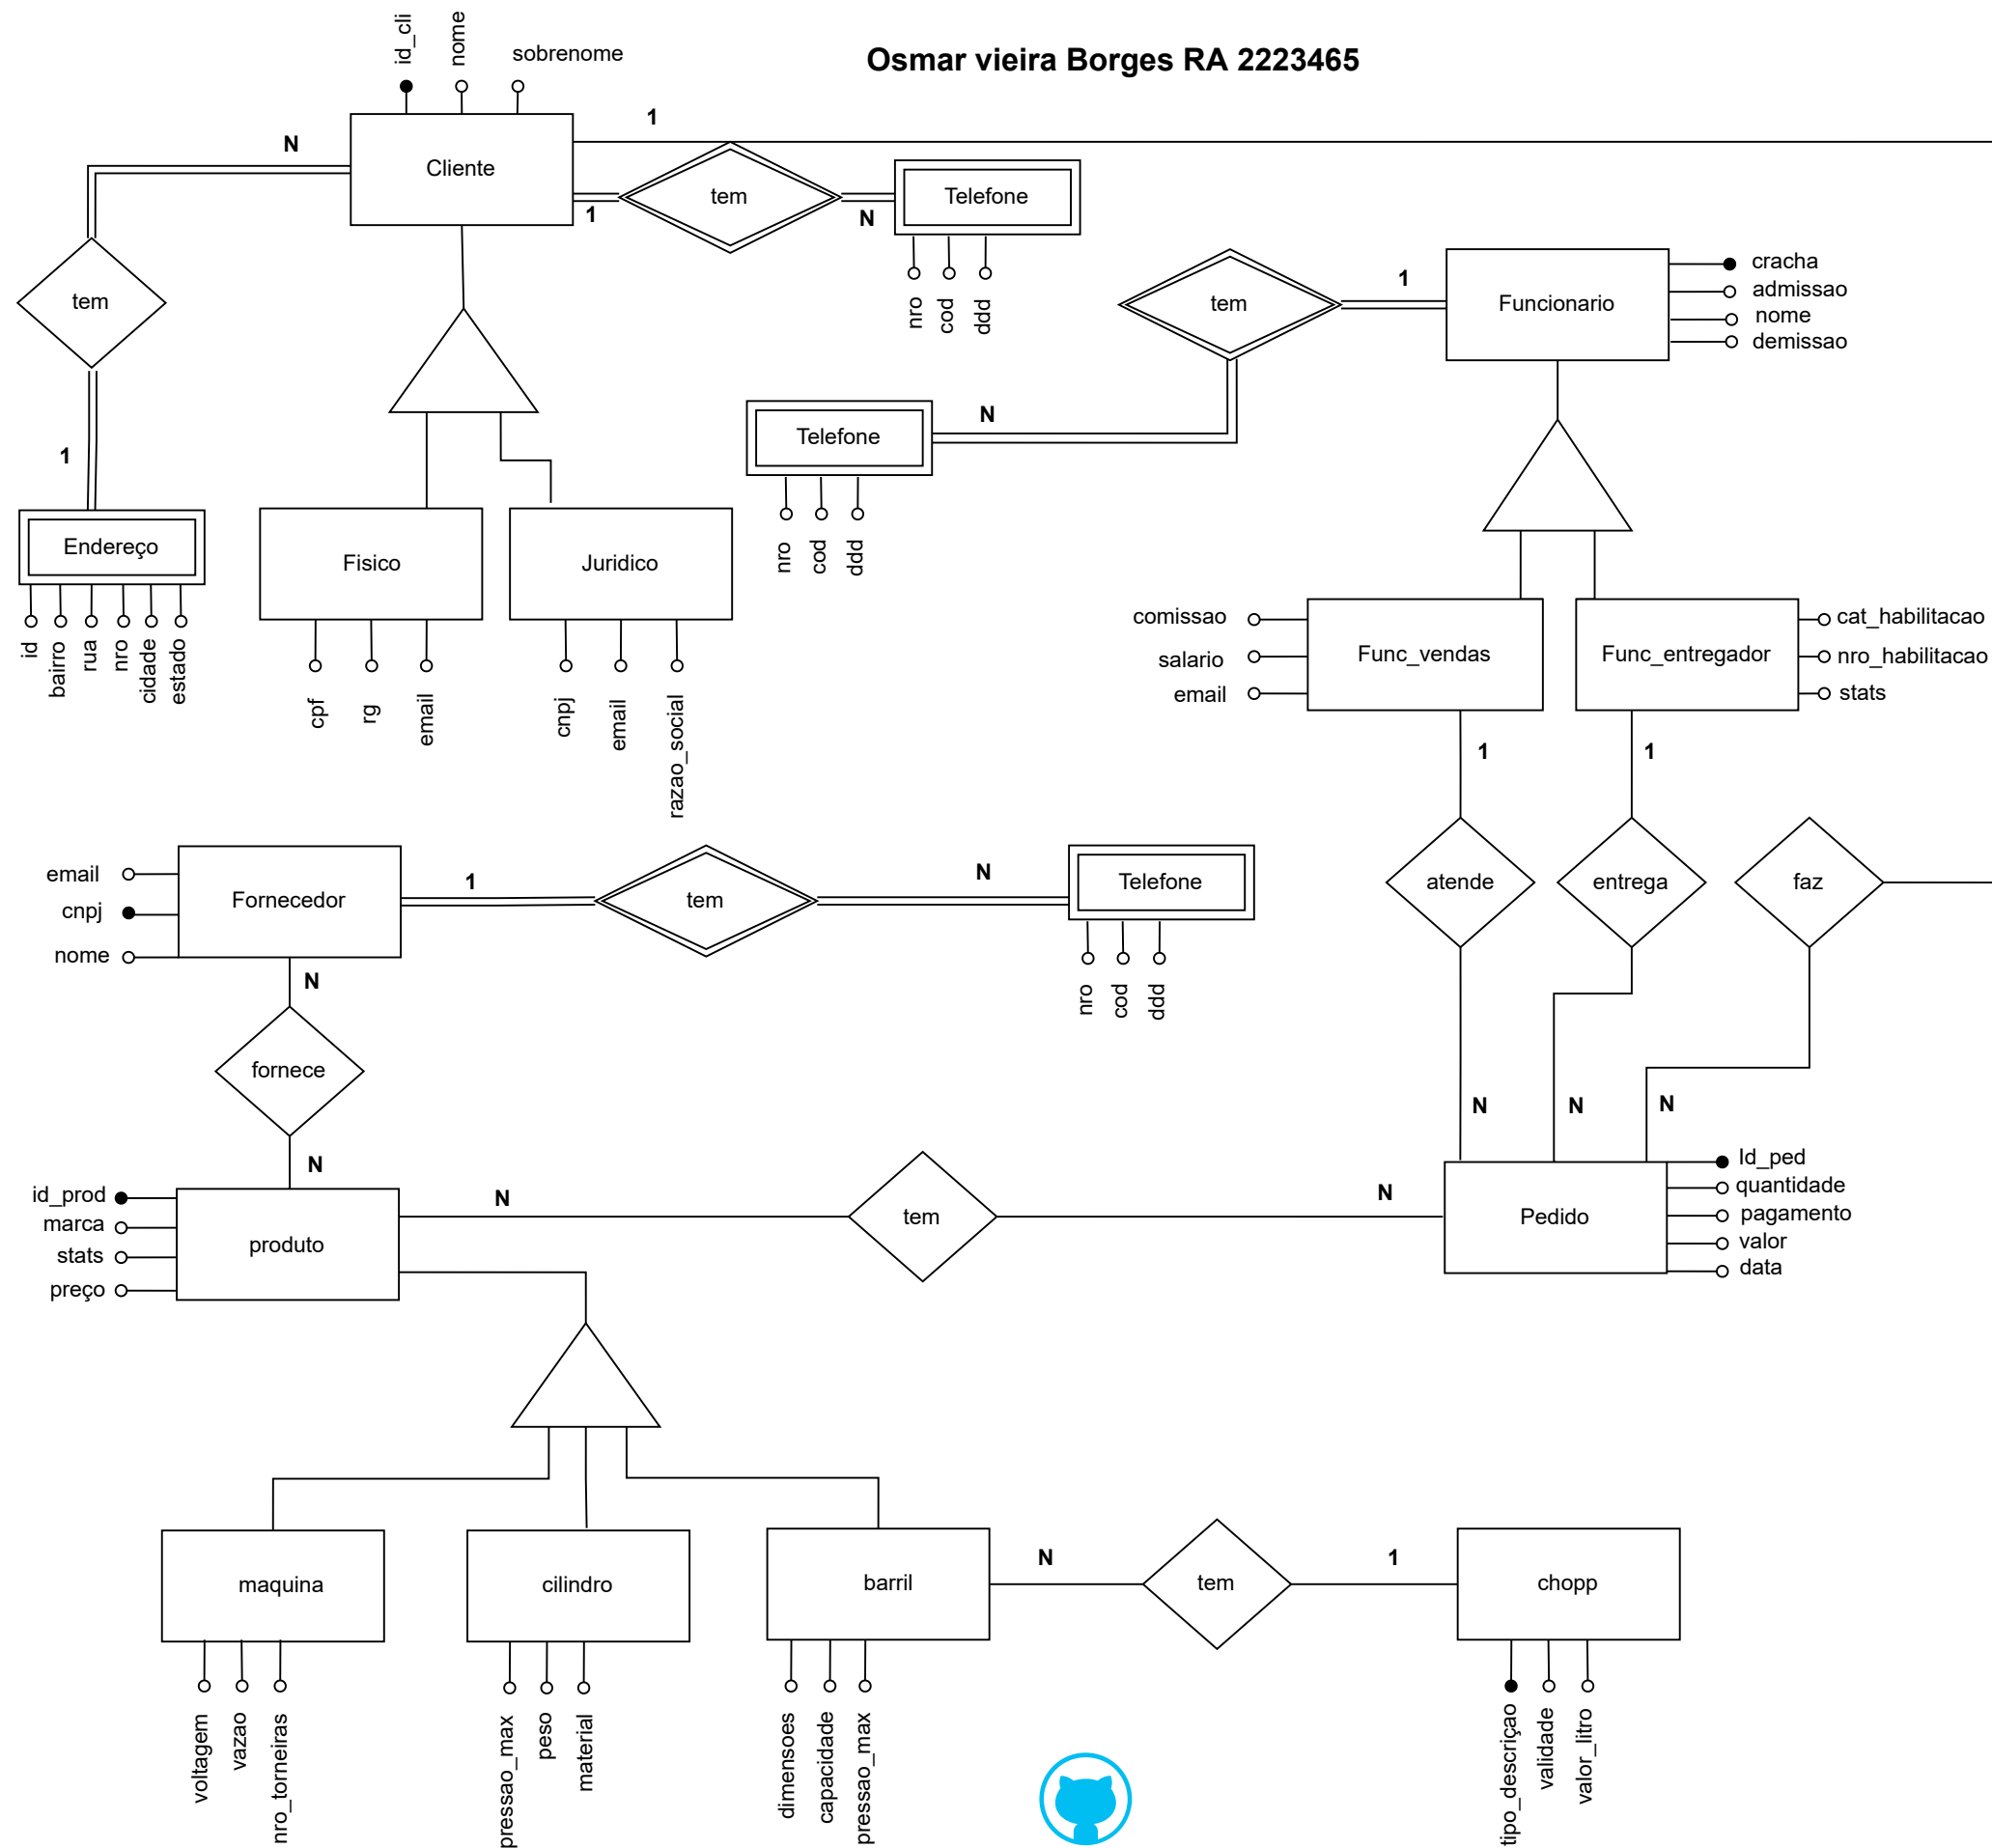 Osmar vieira Borges RA 2223465
id_cli
nome
sobrenome
1
N
Cliente
1
tem
N
Telefone
nro
cod
ddd
tem
1
Endereço
id
bairro
rua
nro
cidade
estado
Fisico
cpf
rg
email
Juridico
cnpj
email
razao_social
tem
1
Funcionario
cracha
admissao
nome
demissao
N
Telefone
nro
cod
ddd
comissao
salario
email
Func_vendas
Func_entregador
cat_habilitacao
nro_habilitacao
stats
1
1
atende
entrega
faz
N
N
N
email
cnpj
nome
Fornecedor
1
tem
N
Telefone
nro
cod
ddd
N
fornece
N
id_prod
marca
stats
preço
produto
N
tem
N
Pedido
Id_ped
quantidade
pagamento
valor
data
maquina
voltagem
vazao
nro_torneiras
cilindro
pressao_max
peso
material
barril
dimensoes
capacidade
pressao_max
N
tem
1
chopp
tipo_descriçao
validade
valor_litro